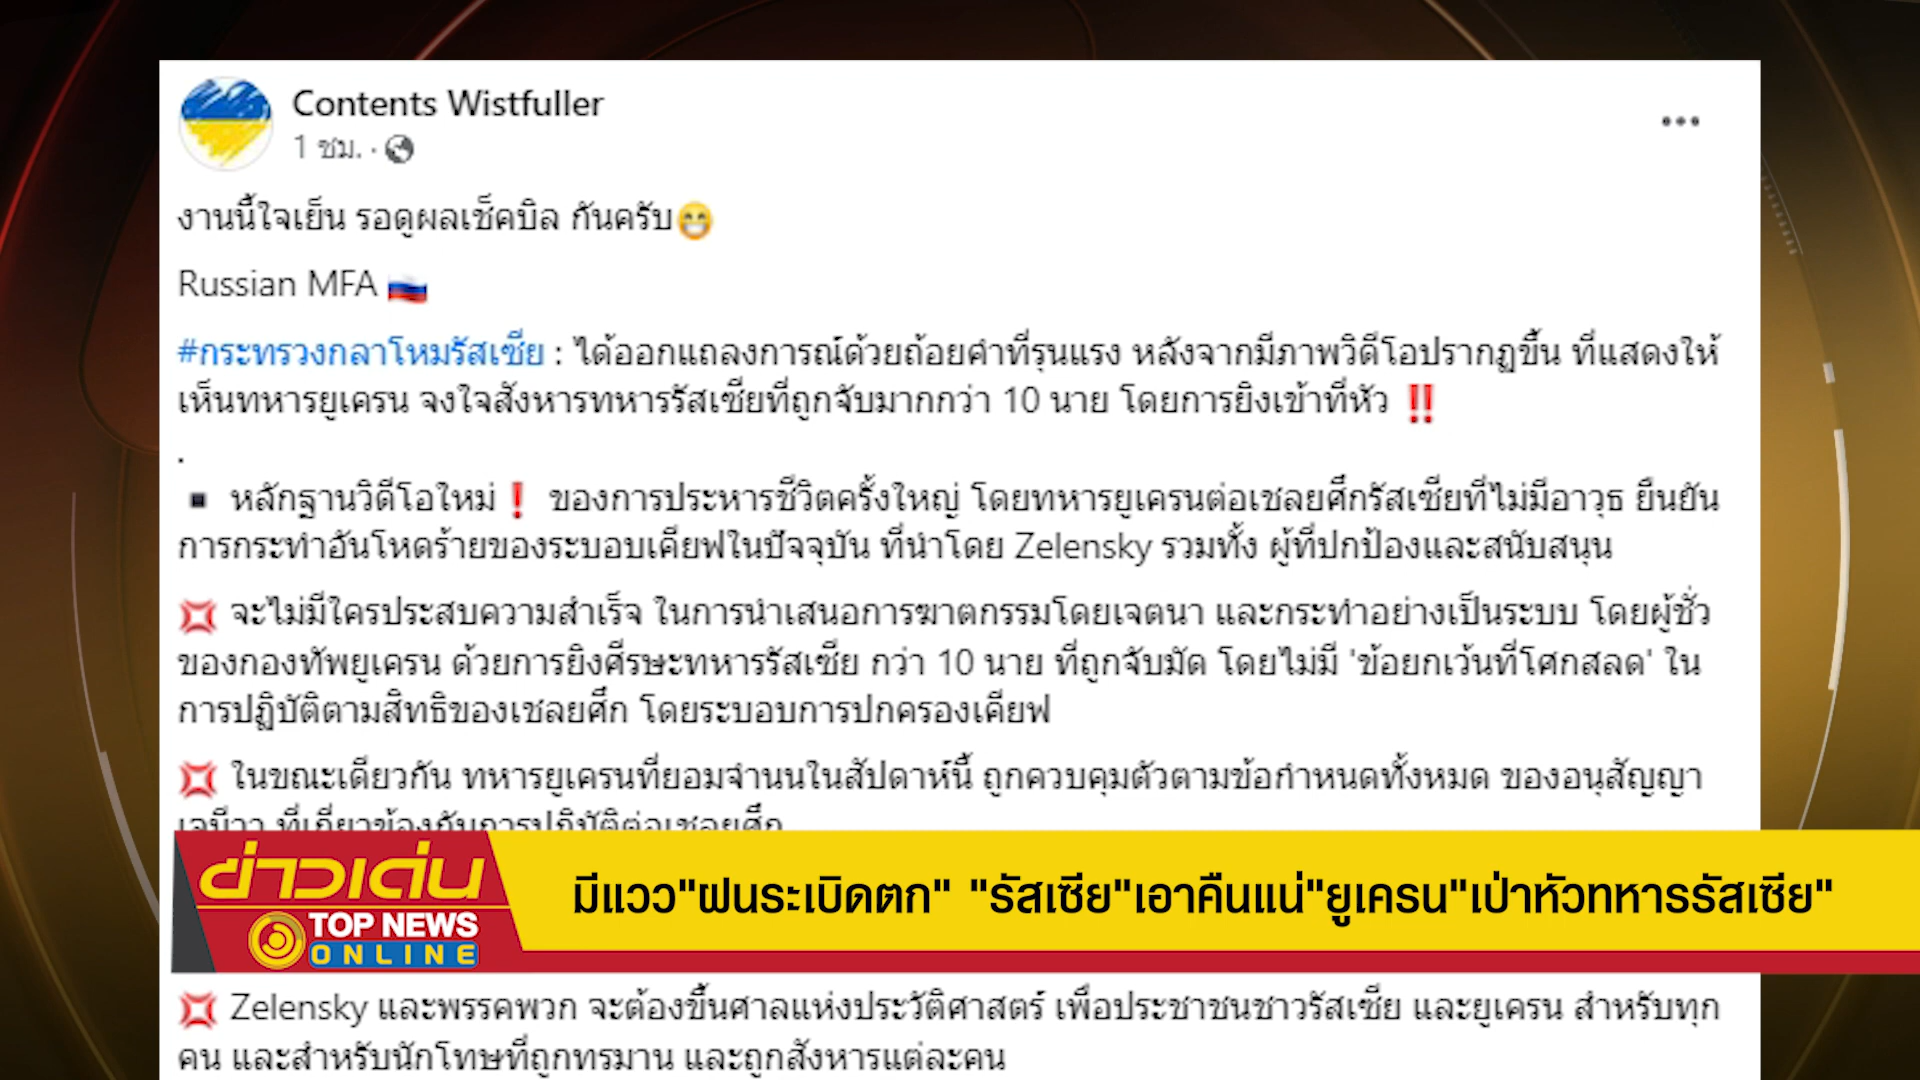 Contents Wistfuller
1 ชม. ·
งานนี้ใจเย็น รอดูผลเช็คบิล กันครับ😁
Russian MFA 🇷🇺
#กระทรวงกลาโหมรัสเซีย : ได้ออกแถลงการณ์ด้วยถ้อยคำที่รุนแรง หลังจากมีภาพวิดีโอปรากฏขึ้น ที่แสดงให้
เห็นทหารยูเครน จงใจสังหารทหารรัสเซียที่ถูกจับมากกว่า 10 นาย โดยการยิงเข้าที่หัว ‼️
.
▪️ หลักฐานวิดีโอใหม่❗ ของการประหารชีวิตครั้งใหญ่ โดยทหารยูเครนต่อเชลยศึกรัสเซียที่ไม่มีอาวุธ ยืนยัน
การกระทำอันโหดร้ายของระบอบเคียฟในปัจจุบัน ที่นำโดย Zelensky รวมทั้ง ผู้ที่ปกป้องและสนับสนุน
💢 จะไม่มีใครประสบความสำเร็จ ในการนำเสนอการฆาตกรรมโดยเจตนา และกระทำอย่างเป็นระบบ โดยผู้ชั่ว
ของกองทัพยูเครน ด้วยการยิงศีรษะทหารรัสเซีย กว่า 10 นาย ที่ถูกจับมัด โดยไม่มี 'ข้อยกเว้นที่โศกสลด' ใน
การปฏิบัติตามสิทธิของเชลยศึก โดยระบอบการปกครองเคียฟ
💢 ในขณะเดียวกัน ทหารยูเครนที่ยอมจำนนในสัปดาห์นี้ ถูกควบคุมตัวตามข้อกำหนดทั้งหมด ของอนุสัญญา
เจนีวา ที่เกี่ยวข้องกับการปฏิบัติต่อเชลยศึก
ข่าวเด่น
TOP NEWS
ONLINE
มีแวว"ฝนระเบิดตก" "รัสเซีย"เอาคืนแน่"ยูเครน"เป่าหัวทหารรัสเซีย"
💢 Zelensky และพรรคพวก จะต้องขึ้นศาลแห่งประวัติศาสตร์ เพื่อประชาชนชาวรัสเซีย และยูเครน สำหรับทุก
คน และสำหรับนักโทษที่ถูกทรมาน และถูกสังหารแต่ละคน